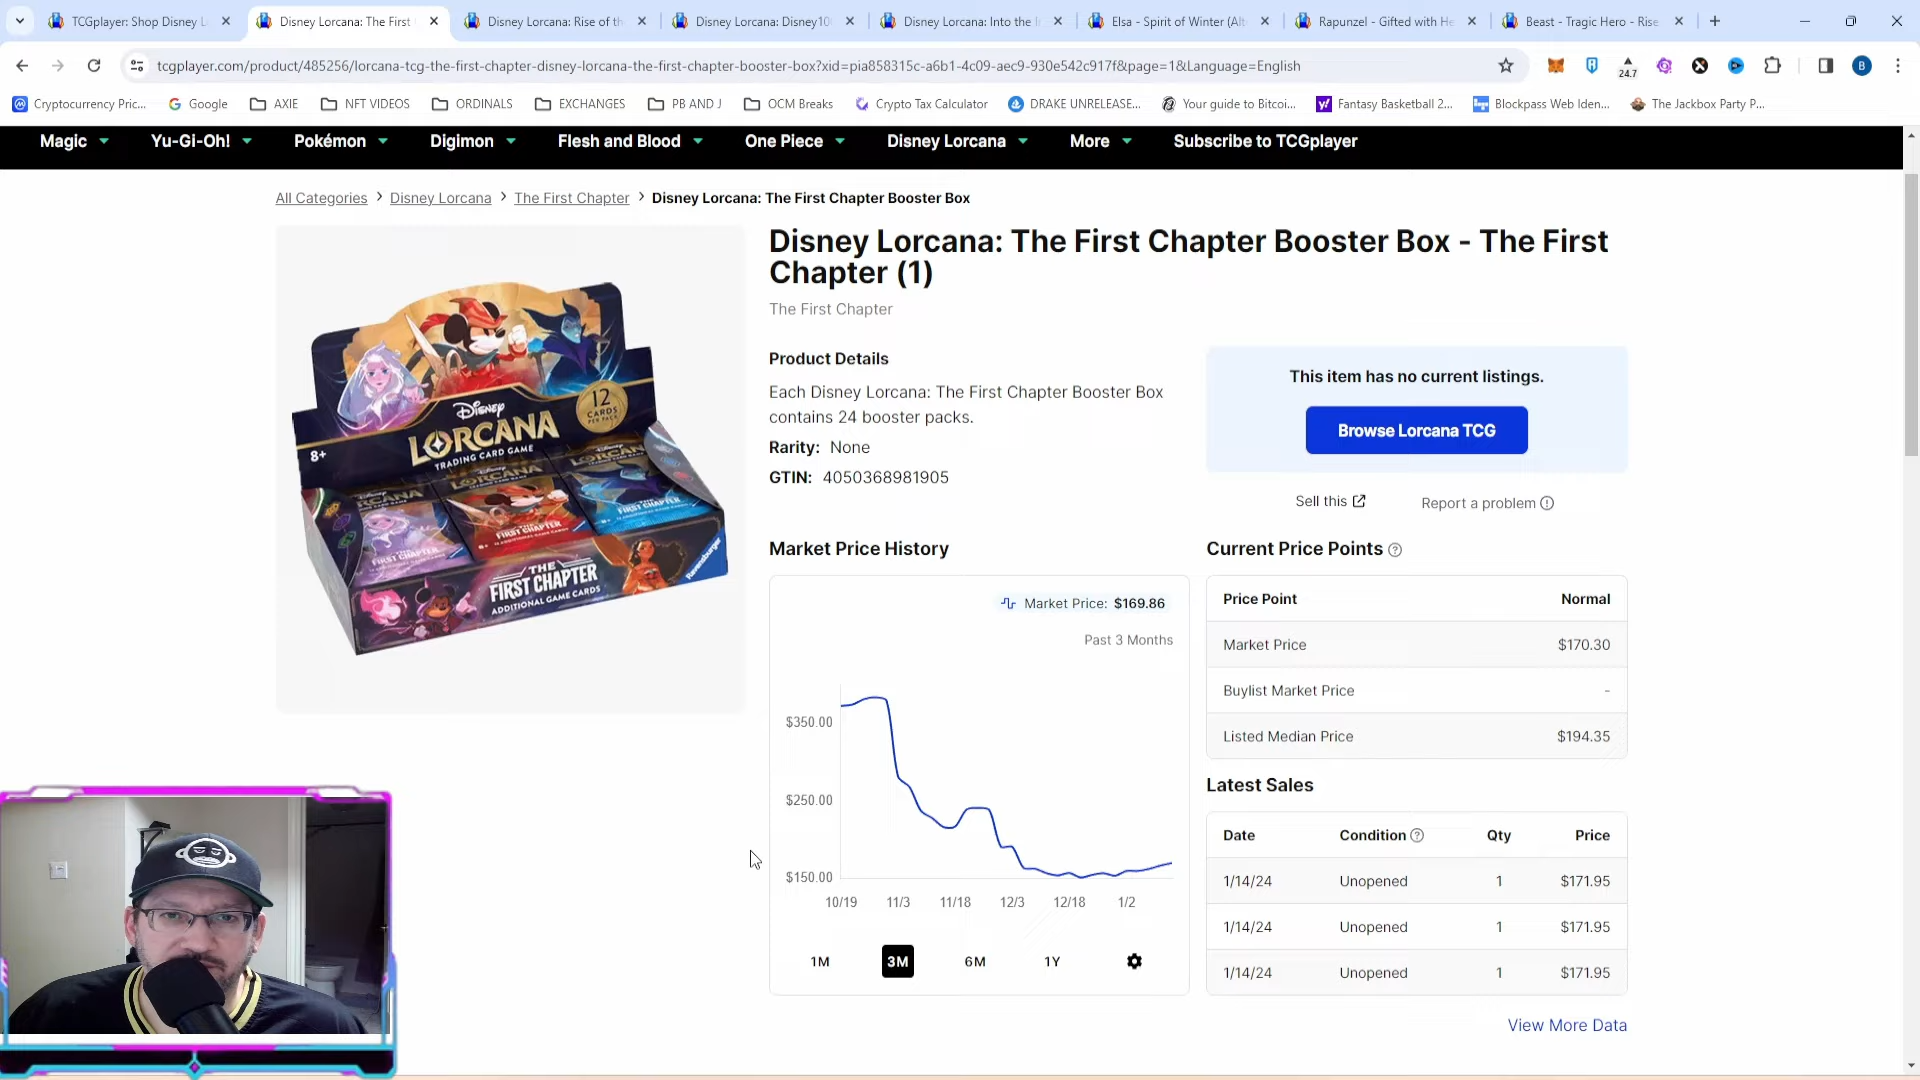 TCGplayer: Shop Disney L
Disney Lorcana: The First
Disney Lorcana: Rise of th
Disney Lorcana: Disney10
Disney Lorcana: Into the I
Elsa - Spirit of Winter (Alt
Rapunzel - Gifted with He
Beast - Tragic Hero - Rise
tcgplayer.com/product/485256/lorcana-tcg-the-first-chapter-disney-lorcana-the-first-chapter-booster-box?xid=pia858315c-a6b1-4c09-aec9-930e542c917f&page=1&Language=English
24.7
B
Cryptocurrency Pric...
Google
AXIE
NFT VIDEOS
ORDINALS
EXCHANGES
PB AND J
OCM Breaks
Crypto Tax Calculator
DRAKE UNRELEASE...
Your guide to Bitcoi...
Fantasy Basketball 2...
Blockpass Web Iden...
The Jackbox Party P...
Magic
Yu-Gi-Oh!
Pokémon
Digimon
Flesh and Blood
One Piece
Disney Lorcana
More
Subscribe to TCGplayer
All Categories > Disney Lorcana > The First Chapter > Disney Lorcana: The First Chapter Booster Box
Disney Lorcana: The First Chapter Booster Box - The First
Chapter (1)
The First Chapter
Product Details
Each Disney Lorcana: The First Chapter Booster Box
contains 24 booster packs.
Rarity: None
GTIN: 4050368981905
This item has no current listings.
Browse Lorcana TCG
Sell this
Report a problem
DISNEY
LORCANA
TRADING CARD GAME
12
CARDS
PER PACK
8+
FIRST CHAPTER
THE
FIRST CHAPTER
ADDITIONAL GAME CARDS
Ravensburger
Market Price History
Market Price: $169.86
Past 3 Months
$350.00
$250.00
$150.00
10/19
11/3
11/18
12/3
12/18
1/2
1M
3M
6M
1Y
Current Price Points
Price Point Normal
Market Price $170.30
Buylist Market Price -
Listed Median Price $194.35
Latest Sales
Date Condition Qty Price
1/14/24 Unopened 1 $171.95
1/14/24 Unopened 1 $171.95
1/14/24 Unopened 1 $171.95
View More Data